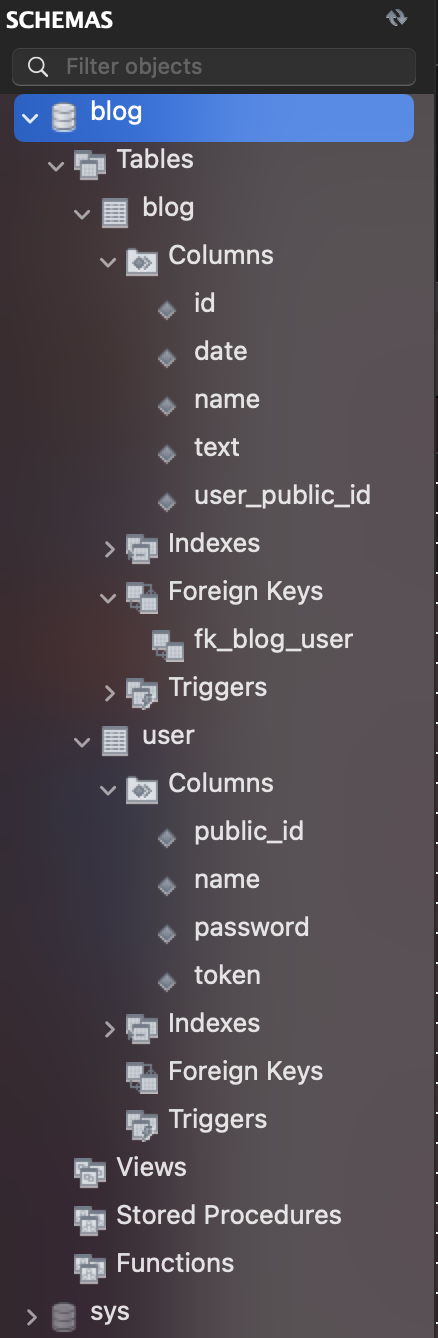 SCHEMAS
Filter objects
blog
Tables
blog
Columns
id
date
name
text
user_public_id
Indexes
Foreign Keys
fk_blog_user
Triggers
user
Columns
public_id
name
password
token
Indexes
Foreign Keys
Triggers
Views
Stored Procedures
Functions
sys